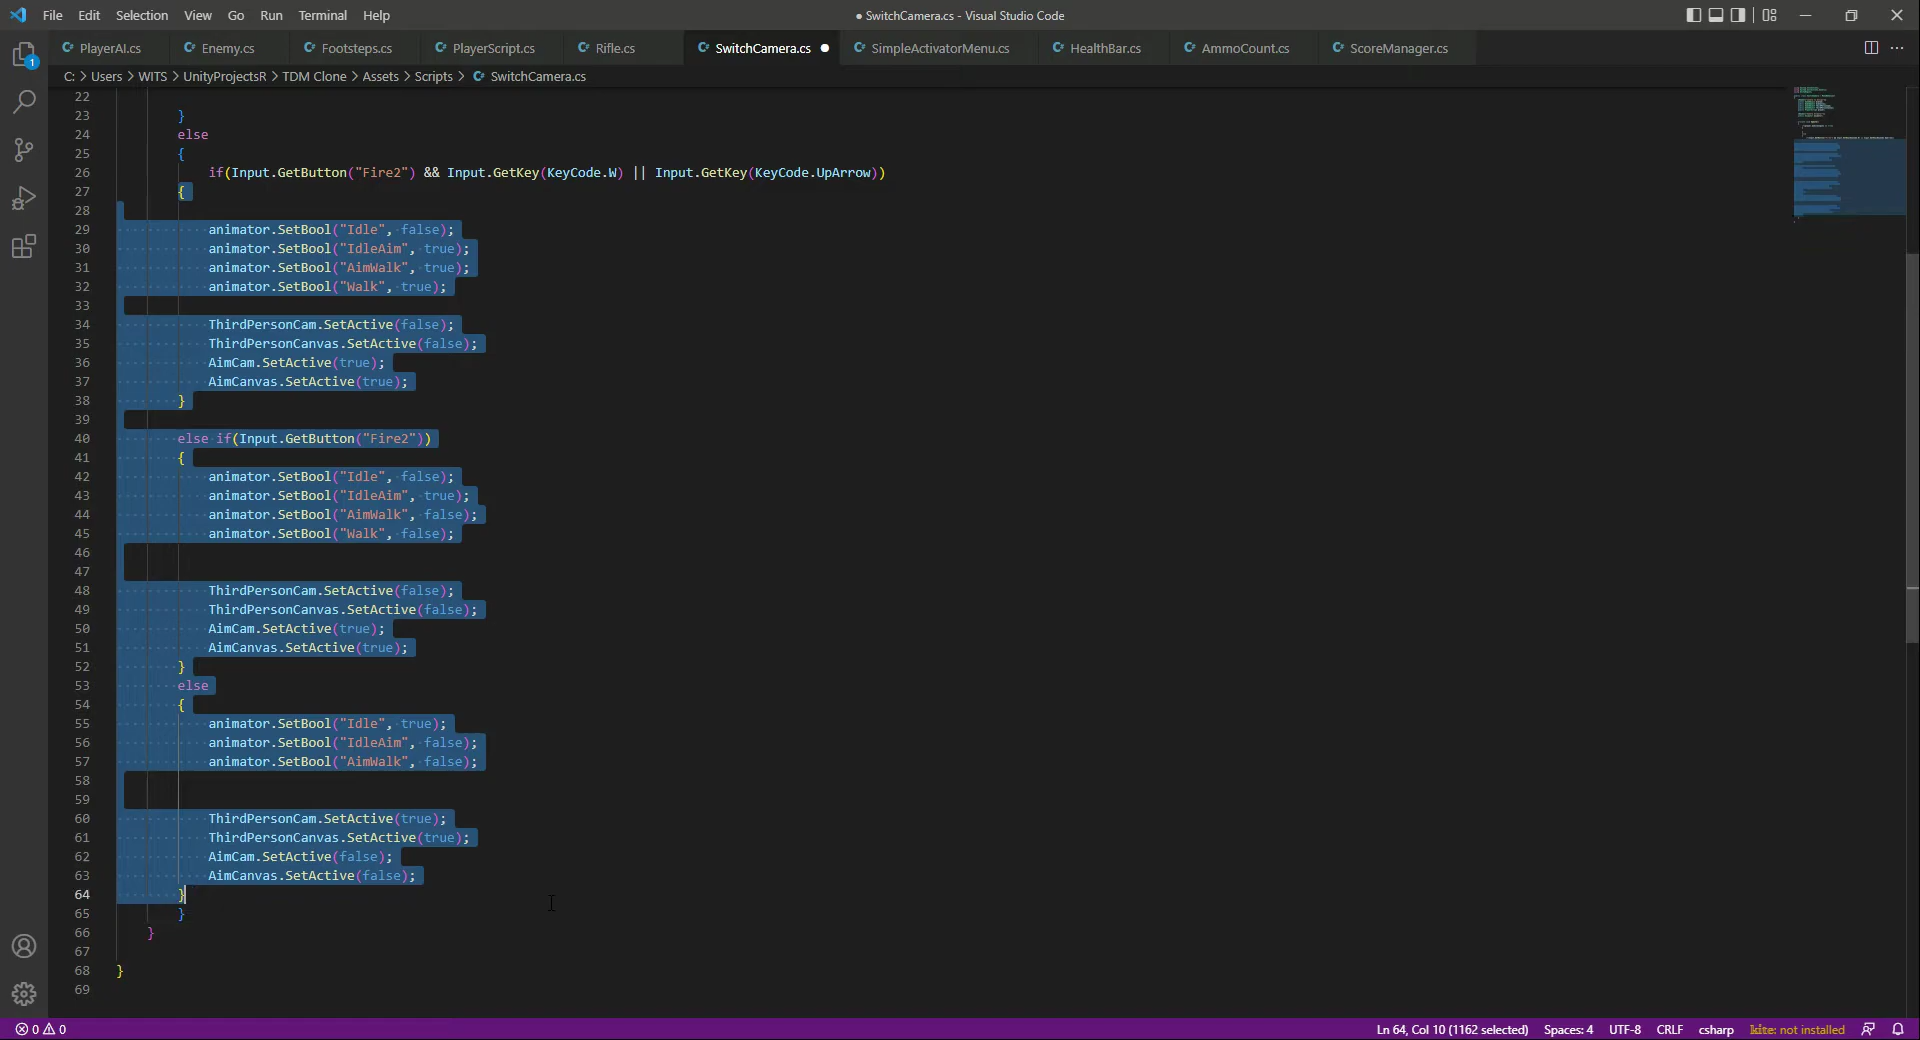 File Edit Selection View Go Run Terminal Help
● SwitchCamera.cs - Visual Studio Code
PlayerAI.cs Enemy.cs Footsteps.cs PlayerScript.cs Rifle.cs SwitchCamera.cs SimpleActivatorMenu.cs HealthBar.cs AmmoCount.cs ScoreManager.cs
C: > Users > WITS > UnityProjectsR > TDM Clone > Assets > Scripts > SwitchCamera.cs
1
22
23 }
24 else
25 {
26 if(Input.GetButton("Fire2") && Input.GetKey(KeyCode.W) || Input.GetKey(KeyCode.UpArrow))
27 {
28
29 animator.SetBool("Idle", false);
30 animator.SetBool("IdleAim", true);
31 animator.SetBool("AimWalk", true);
32 animator.SetBool("Walk", true);
33
34 ThirdPersonCam.SetActive(false);
35 ThirdPersonCanvas.SetActive(false);
36 AimCam.SetActive(true);
37 AimCanvas.SetActive(true);
38 }
39
40 else if(Input.GetButton("Fire2"))
41 {
42 animator.SetBool("Idle", false);
43 animator.SetBool("IdleAim", true);
44 animator.SetBool("AimWalk", false);
45 animator.SetBool("Walk", false);
46
47
48 ThirdPersonCam.SetActive(false);
49 ThirdPersonCanvas.SetActive(false);
50 AimCam.SetActive(true);
51 AimCanvas.SetActive(true);
52 }
53 else
54 {
55 animator.SetBool("Idle", true);
56 animator.SetBool("IdleAim", false);
57 animator.SetBool("AimWalk", false);
58
59
60 ThirdPersonCam.SetActive(true);
61 ThirdPersonCanvas.SetActive(true);
62 AimCam.SetActive(false);
63 AimCanvas.SetActive(false);
64 }
65 }
66 }
67
68 }
69
0 0 Ln 64, Col 10 (1162 selected) Spaces: 4 UTF-8 CRLF csharp kite: not installed